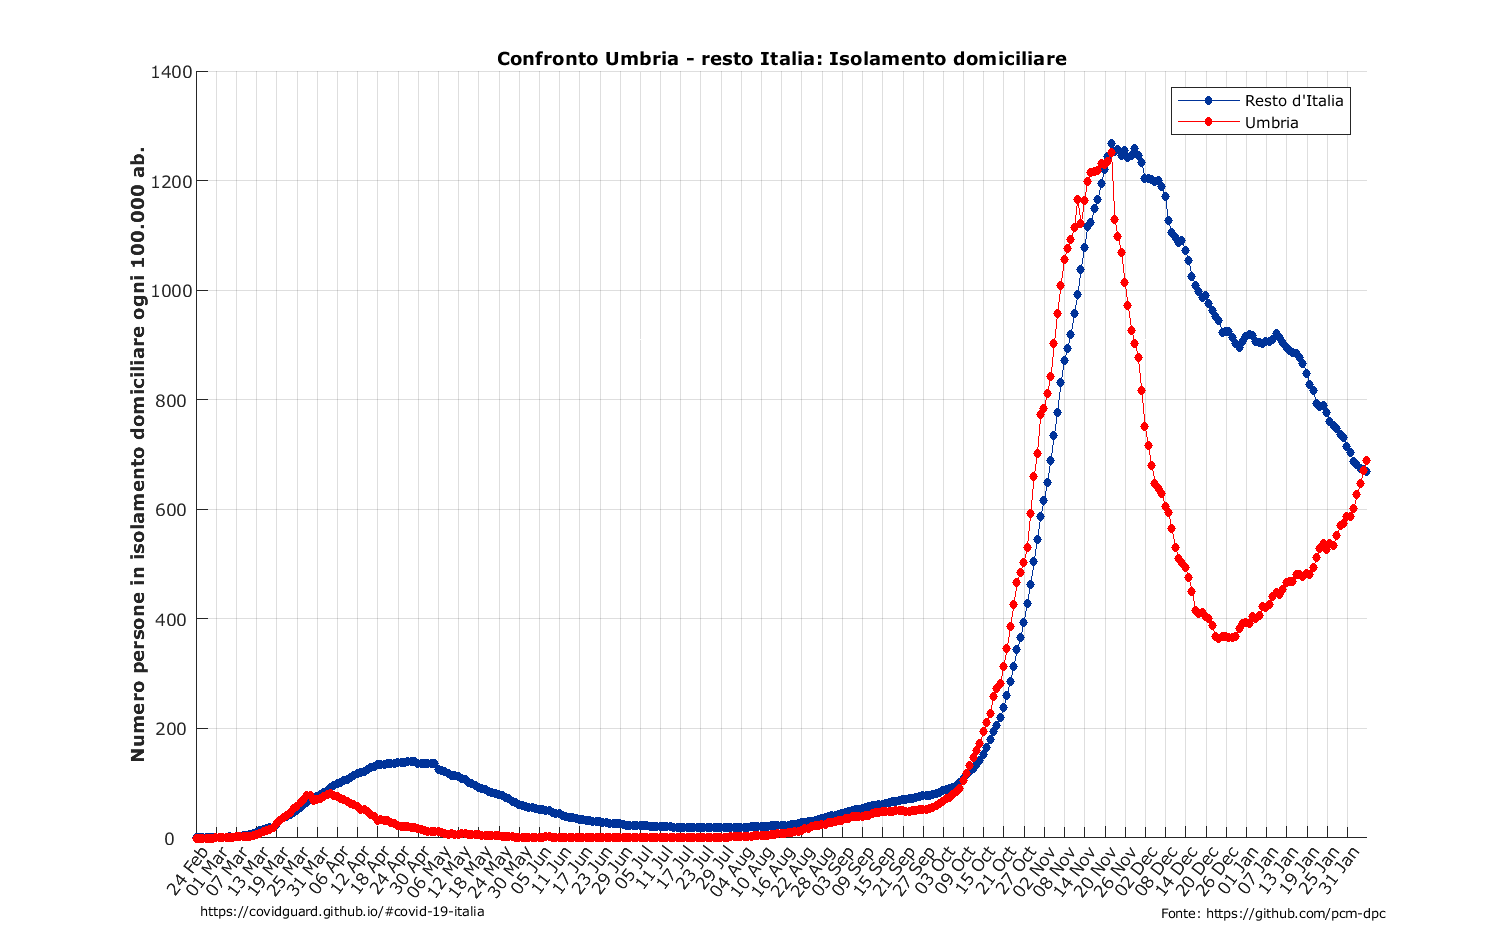 Confronto Umbria - resto Italia: Isolamento domiciliare
Numero persone in isolamento domiciliare ogni 100.000 ab.
1400
1200
1000
800
600
400
200
0
Resto d'Italia
Umbria
24 Feb
01 Mar
07 Mar
13 Mar
19 Mar
25 Mar
31 Mar
06 Apr
12 Apr
18 Apr
24 Apr
30 Apr
06 May
12 May
18 May
24 May
30 May
05 Jun
11 Jun
17 Jun
23 Jun
29 Jun
05 Jul
11 Jul
17 Jul
23 Jul
29 Jul
04 Aug
10 Aug
16 Aug
22 Aug
28 Aug
03 Sep
09 Sep
15 Sep
21 Sep
27 Sep
03 Oct
09 Oct
15 Oct
21 Oct
27 Oct
02 Nov
08 Nov
14 Nov
20 Nov
26 Nov
02 Dec
08 Dec
14 Dec
20 Dec
26 Dec
01 Jan
07 Jan
13 Jan
19 Jan
25 Jan
31 Jan
https://covidguard.github.io/#covid-19-italia
Fonte: https://github.com/pcm-dpc